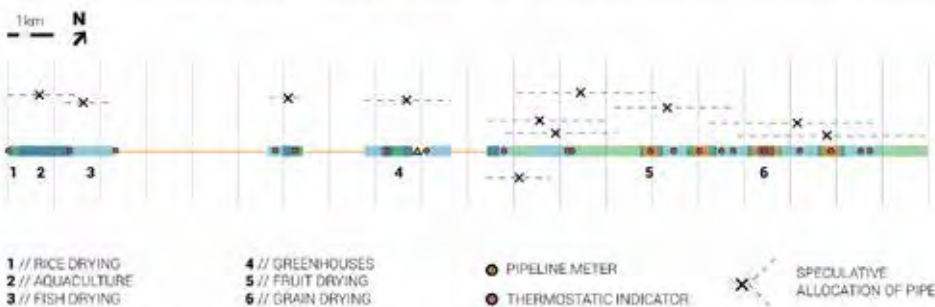 1km N
1 2 3 4 5 6
1 // RICE DRYING
2 // AQUACULTURE
3 // FISH DRYING
4 // GREENHOUSES
5 // FRUIT DRYING
6 // GRAIN DRYING
PIPELINE METER
THERMOSTATIC INDICATOR
SPECULATIVE
ALLOCATION OF PIPE